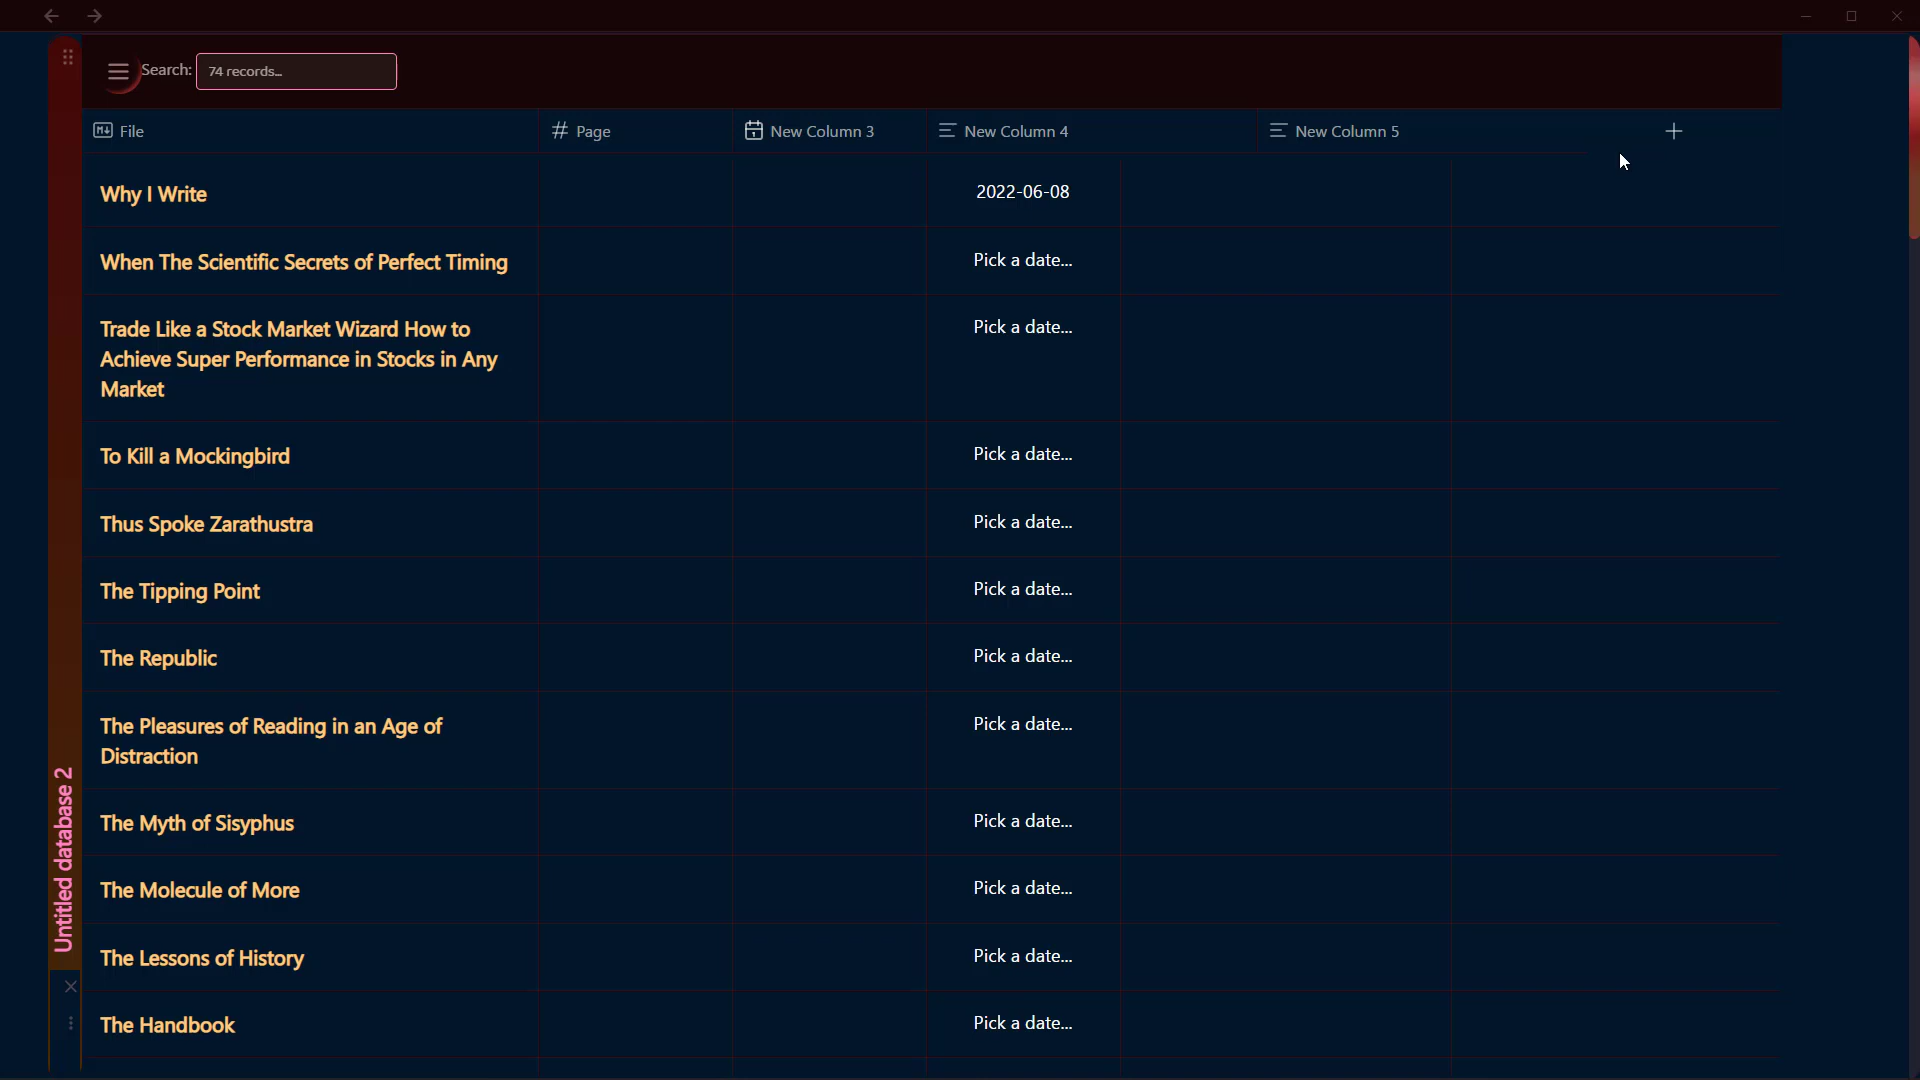 Search: 74 records...
File Page New Column 3 New Column 4 New Column 5
Why I Write 2022-06-08
When The Scientific Secrets of Perfect Timing Pick a date...
Trade Like a Stock Market Wizard How to Pick a date...
Achieve Super Performance in Stocks in Any
Market
To Kill a Mockingbird Pick a date...
Thus Spoke Zarathustra Pick a date...
The Tipping Point Pick a date...
The Republic Pick a date...
The Pleasures of Reading in an Age of Pick a date...
Distraction
The Myth of Sisyphus Pick a date...
The Molecule of More Pick a date...
The Lessons of History Pick a date...
The Handbook Pick a date...
Untitled database 2